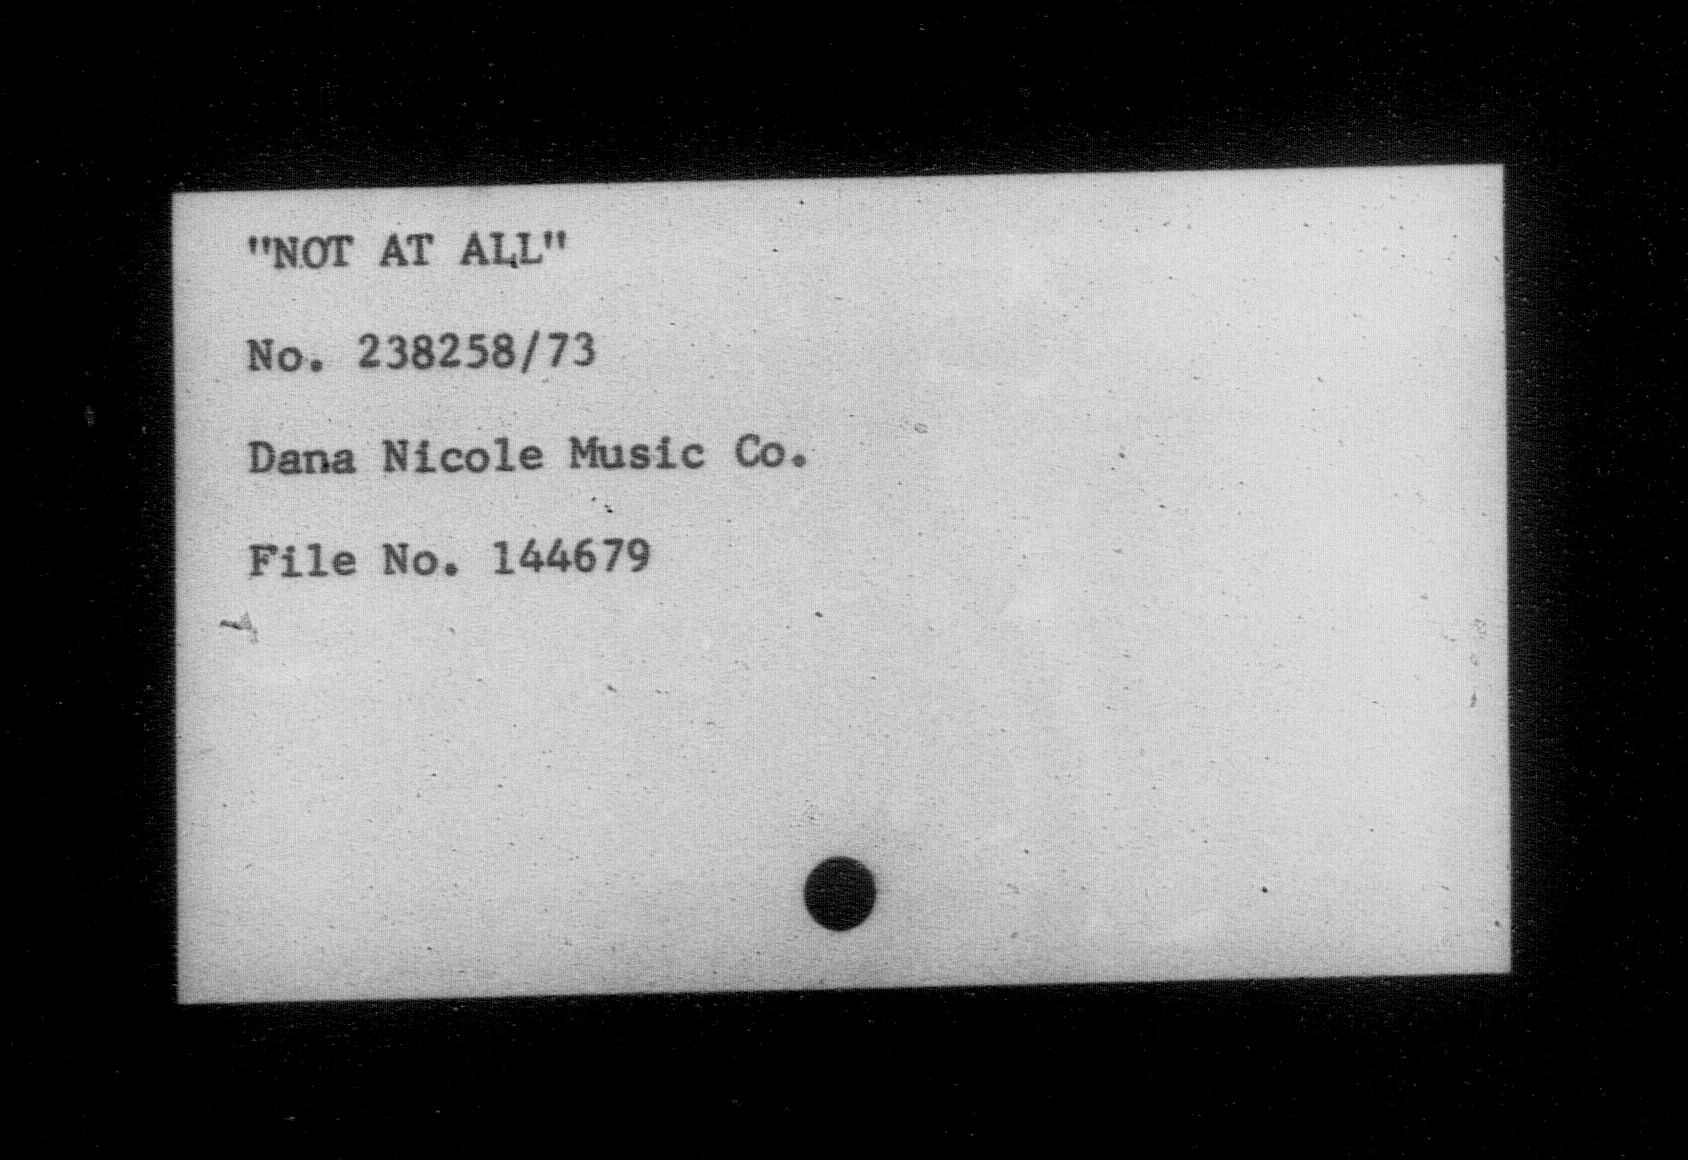 "NOT AT ALL"
No. 238258/73
Dana Nicole Music Co.
File No. 144679